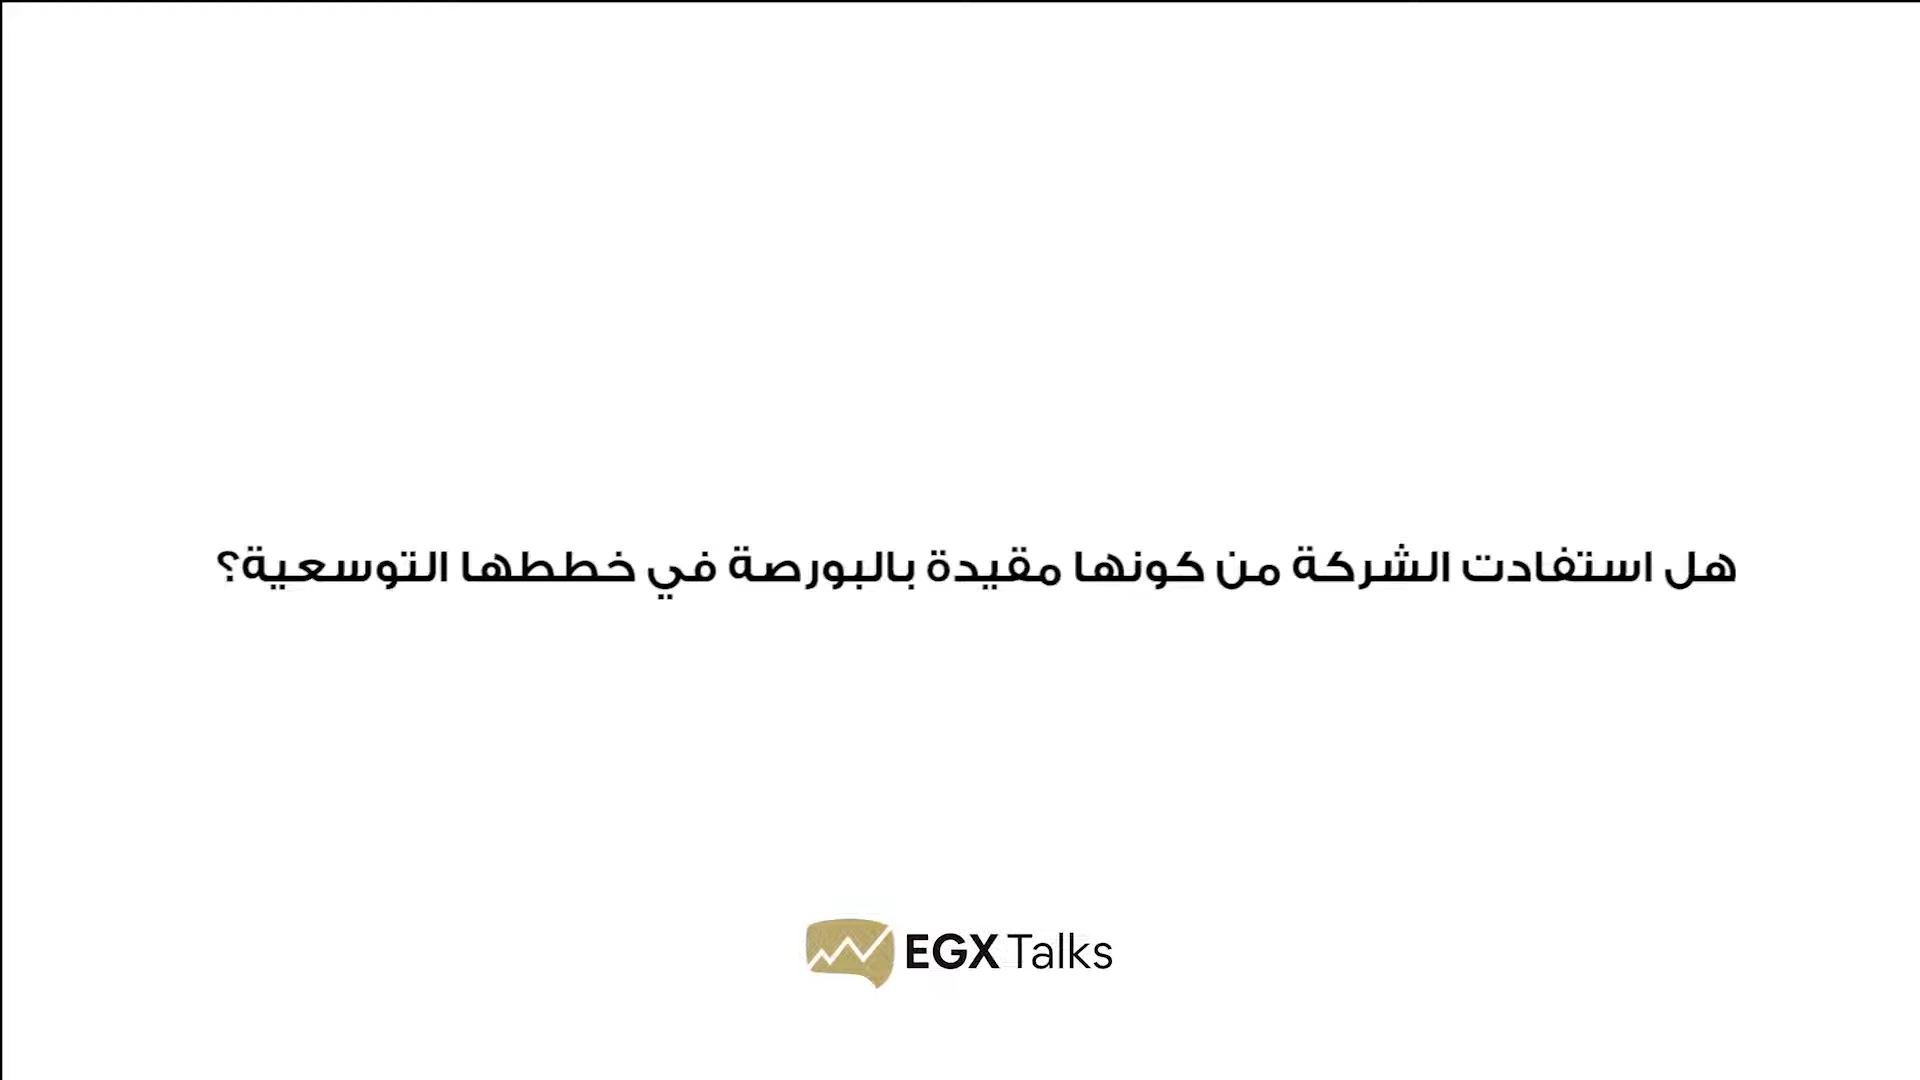 هل استفادت الشركة من كونها مقيدة بالبورصة في خططها التوسعية؟
EGX Talks